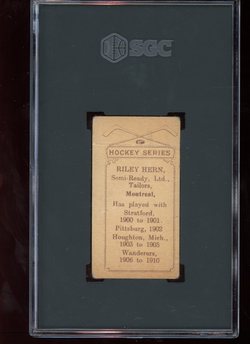 SGC
HOCKEY SERIES
RILEY HERN,
Semi-Ready, Ltd.,
Tailors,
Montreal,
Has played with
Stratford,
1900 to 1901.
Pittsburg, 1902
Houghton, Mich.,
1903 to 1905
Wanderers,
1906 to 1910